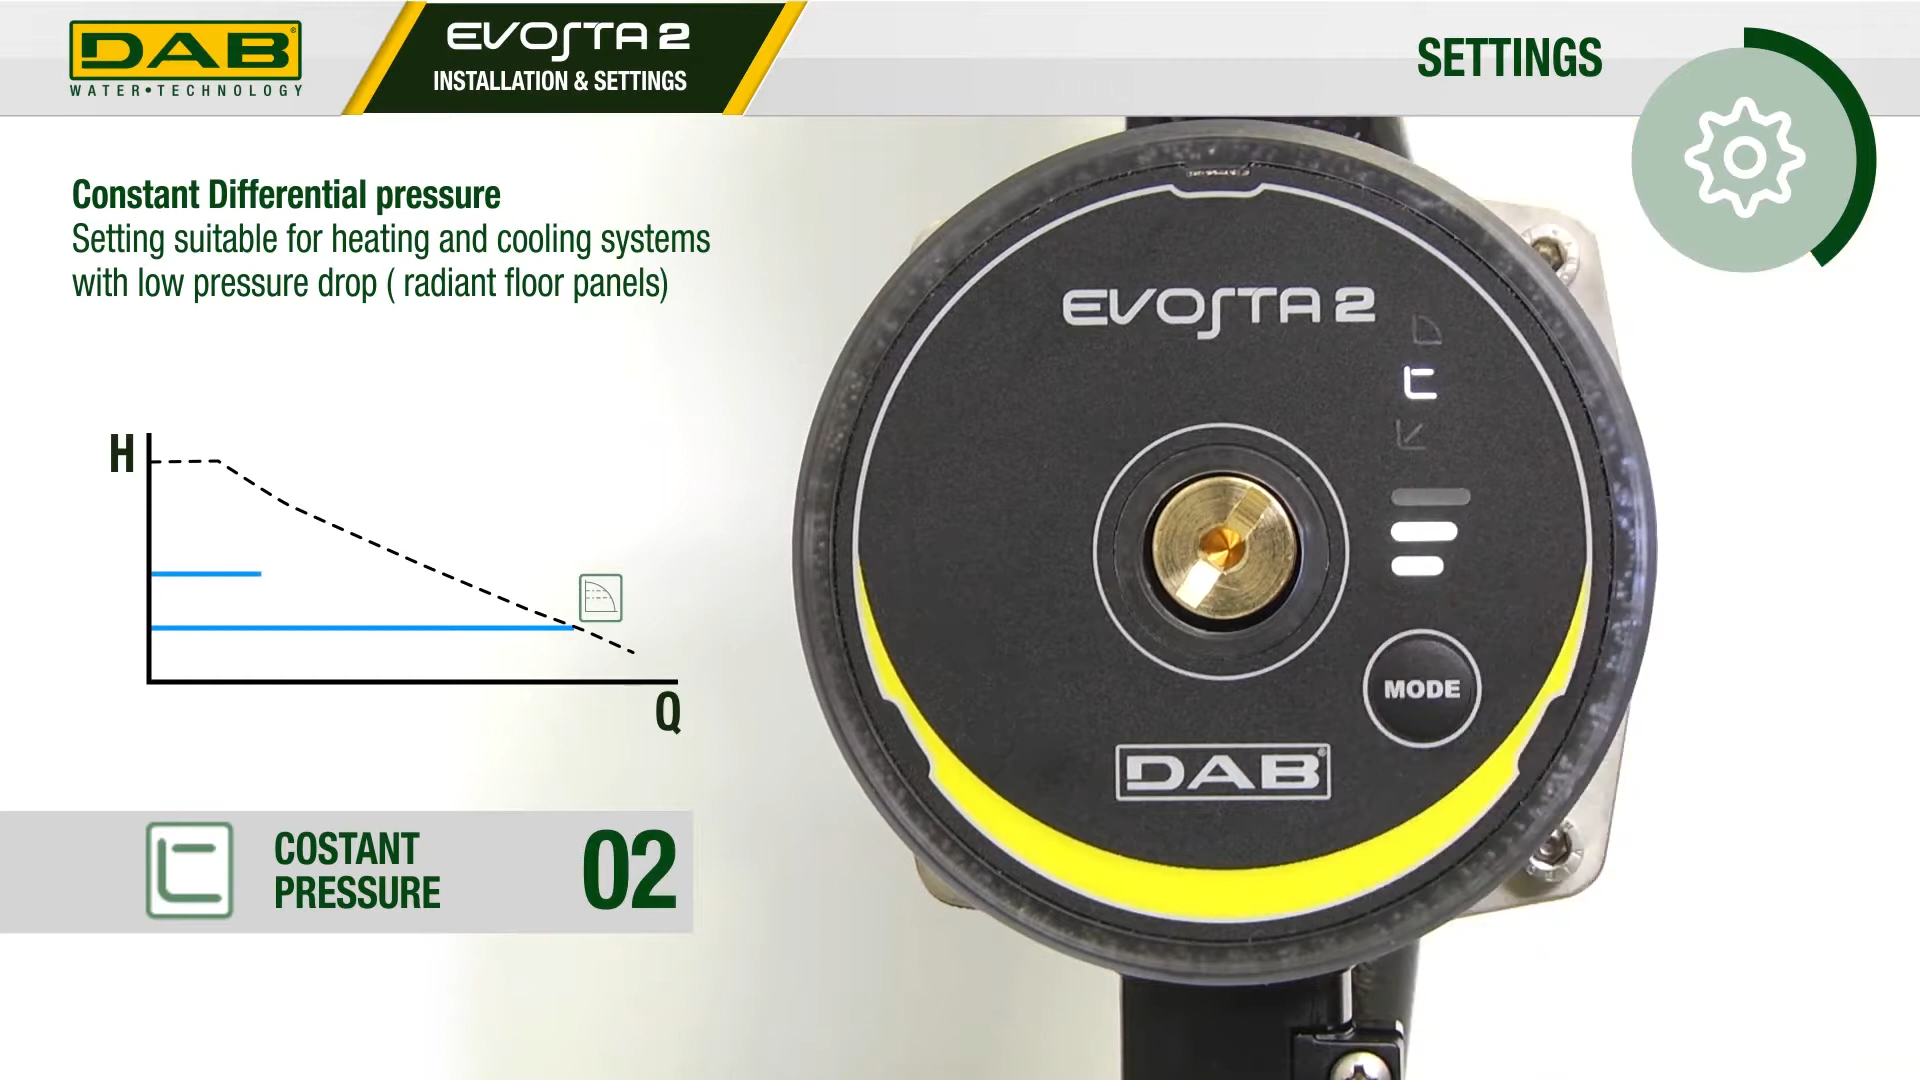 DAB
WATER•TECHNOLOGY
EVOSTA 2
INSTALLATION & SETTINGS
SETTINGS
Constant Differential pressure
Setting suitable for heating and cooling systems
with low pressure drop ( radiant floor panels)
H
Q
COSTANT
PRESSURE
02
EVOSTA 2
MODE
DAB